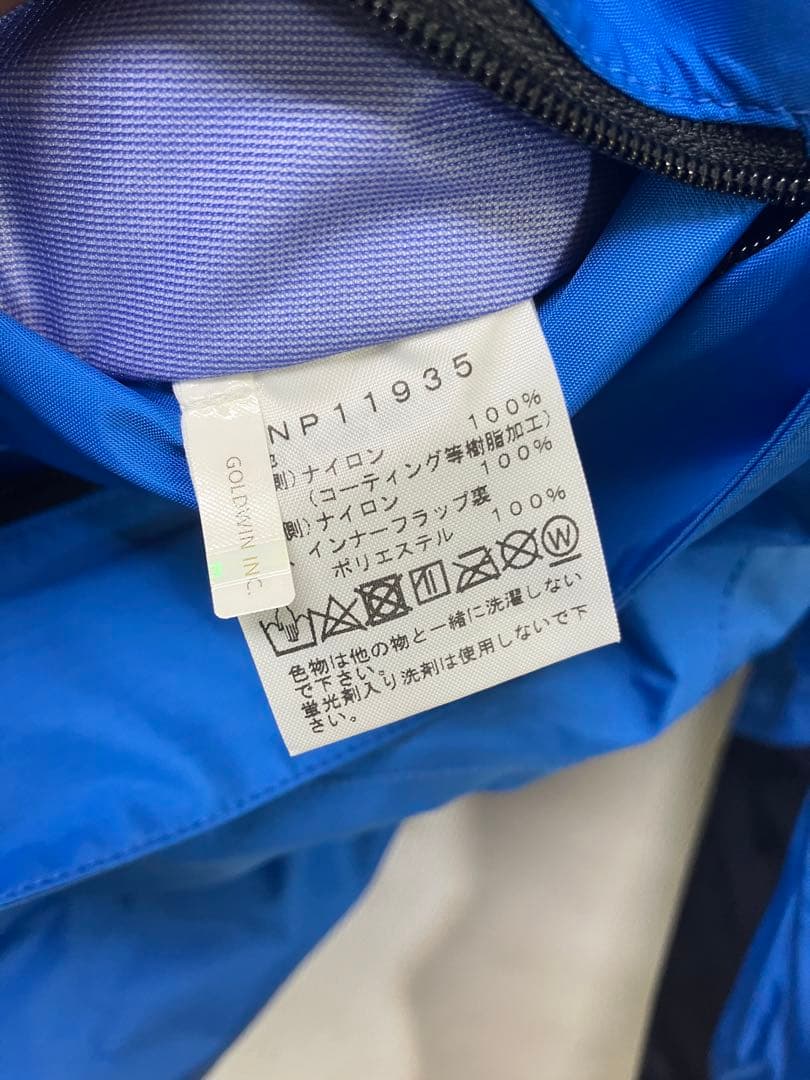 NP11935
側)ナイロン 100%
(コーティング等樹脂加工)
側)ナイロン 100%
インナーフラップ裏
ポリエステル 100%
W
色物は他の物と一緒に洗濯しない
で下さい。
蛍光剤入り洗剤は使用しないで下
さい。
GOLDWIN INC.